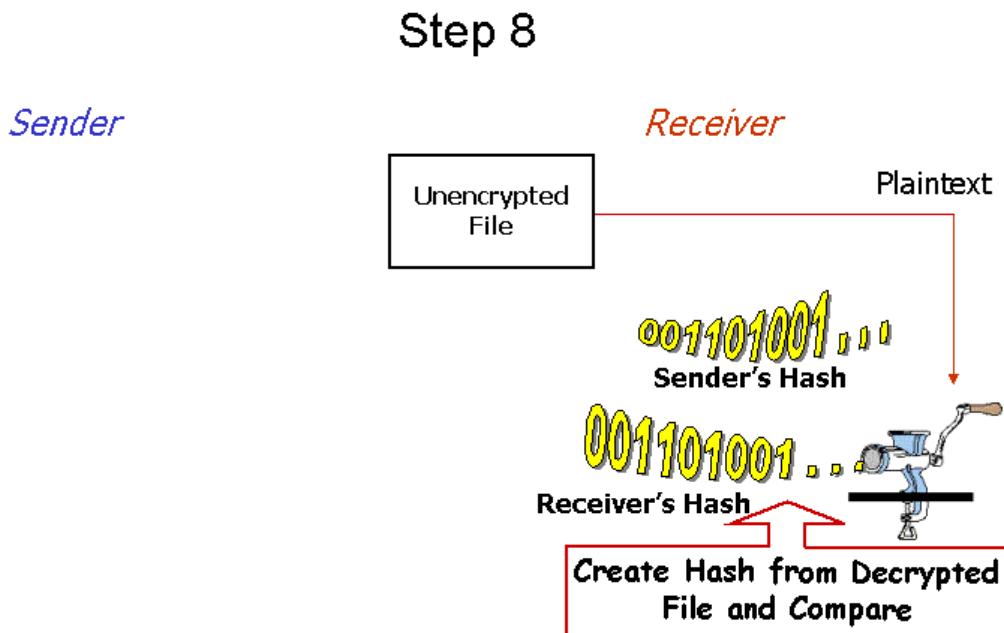 Step 8
Sender
Receiver
Unencrypted
File
Plaintext
001101001...
Sender's Hash
001101001...
Receiver's Hash
Create Hash from Decrypted
File and Compare